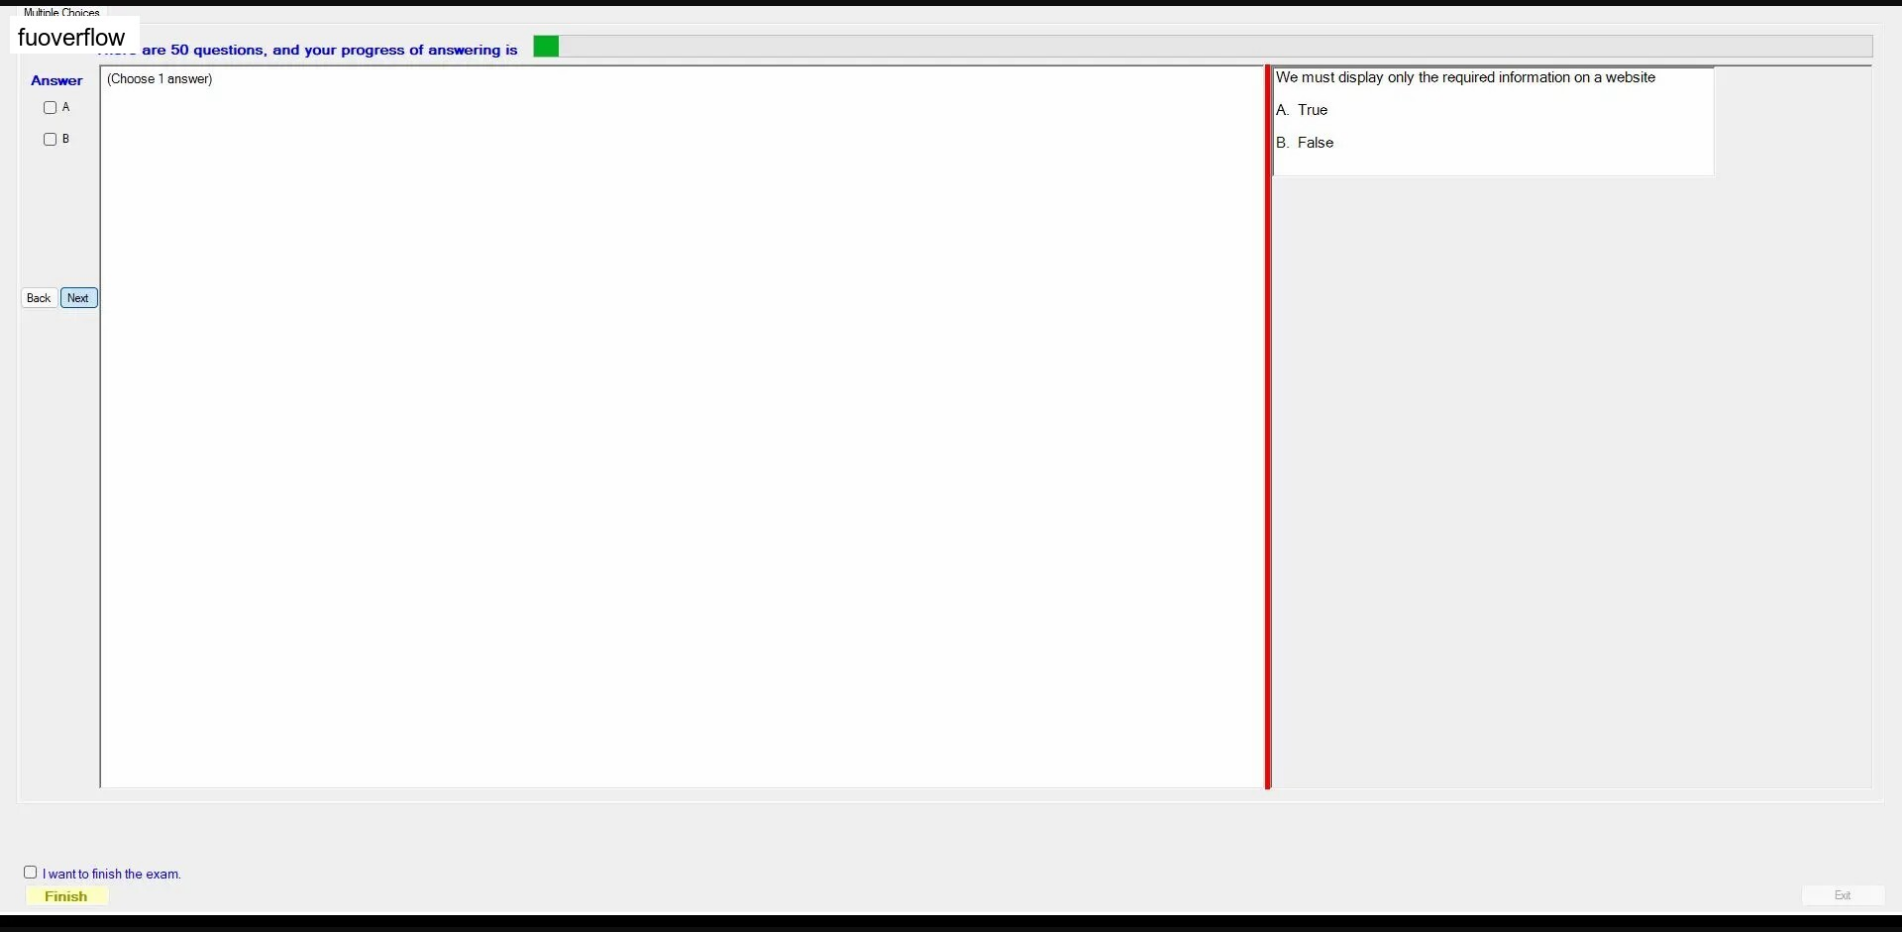 Multiple Choices
fuoverflow
are 50 questions, and your progress of answering is
Answer
(Choose 1 answer)
A
B
Back
Next
We must display only the required information on a website
A. True
B. False
I want to finish the exam.
Finish
Exit